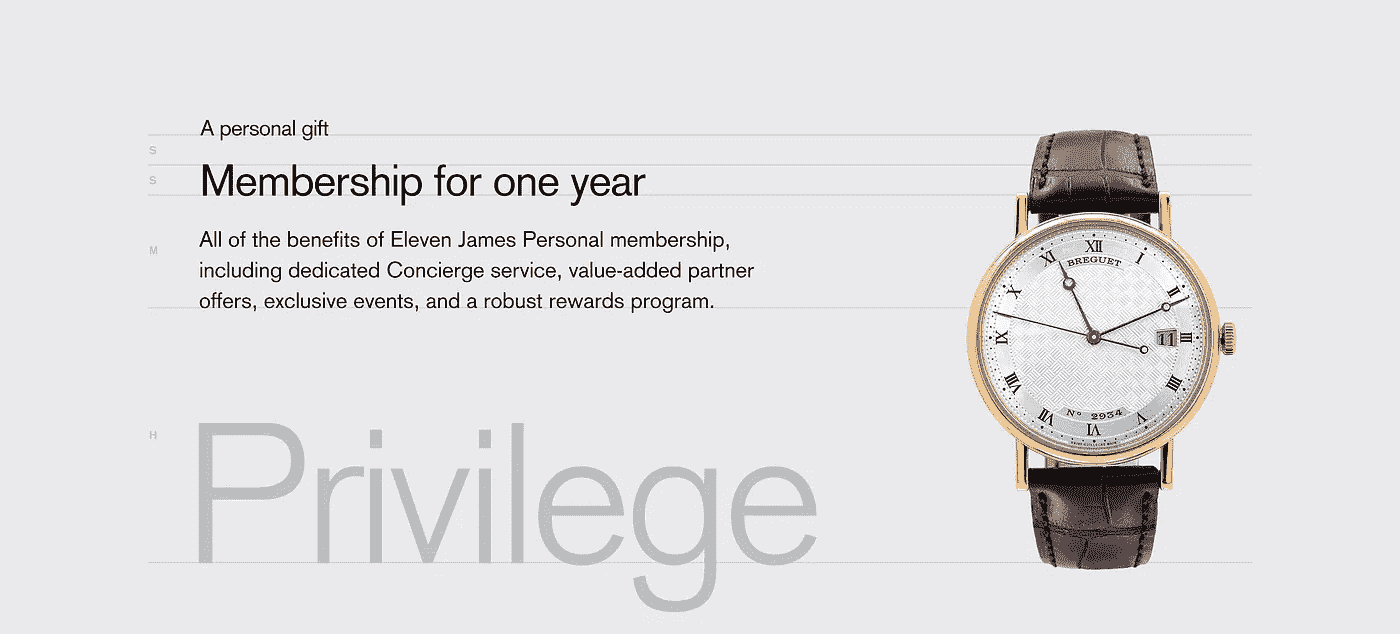 A personal gift
S
S
Membership for one year
M
All of the benefits of Eleven James Personal membership,
including dedicated Concierge service, value-added partner
offers, exclusive events, and a robust rewards program.
H
Privilege
XII
I
II
III
IIII
V
VI
VII
VIII
IX
X
XI
BREGUET
11
Nº 2934